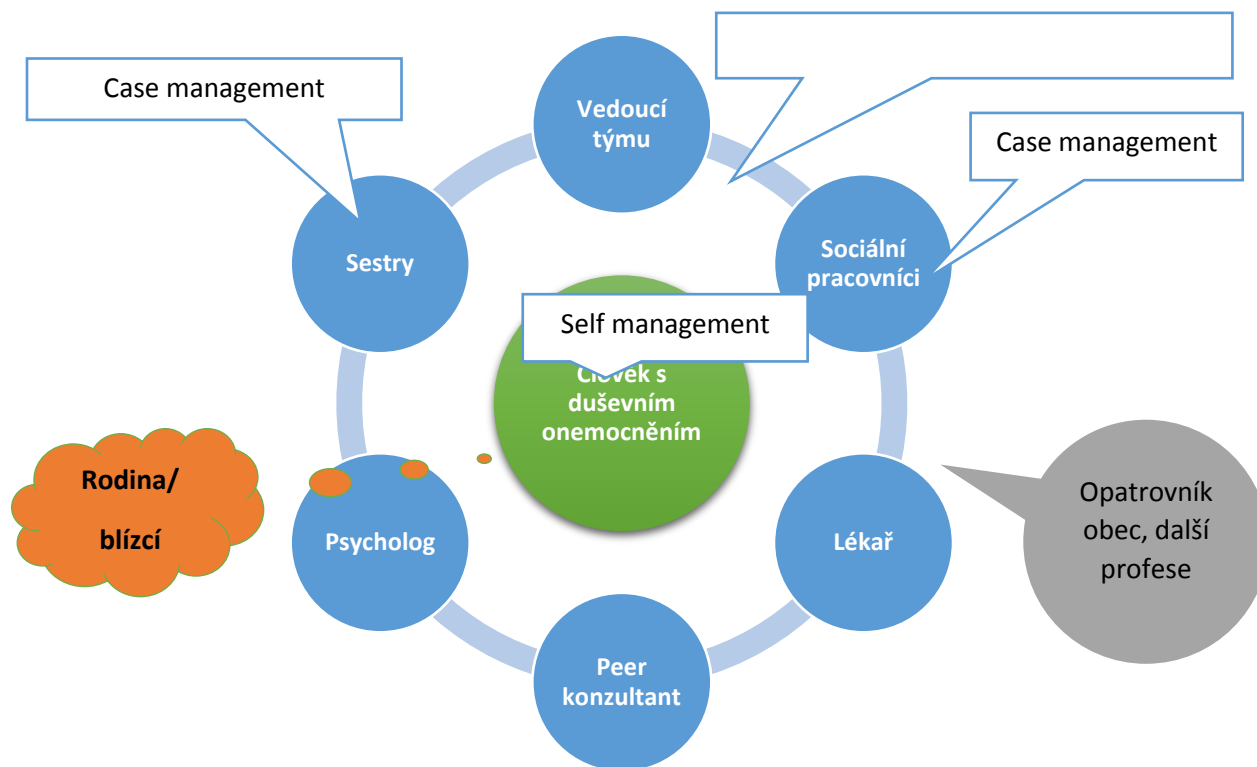 Case management
Vedoucí
týmu
Case management
Sestry
Sociální
pracovníci
Self management
Člověk s
duševním
onemocněním
Rodina/
blízcí
Psycholog
Lékař
Opatrovník
obec, další
profese
Peer
konzultant